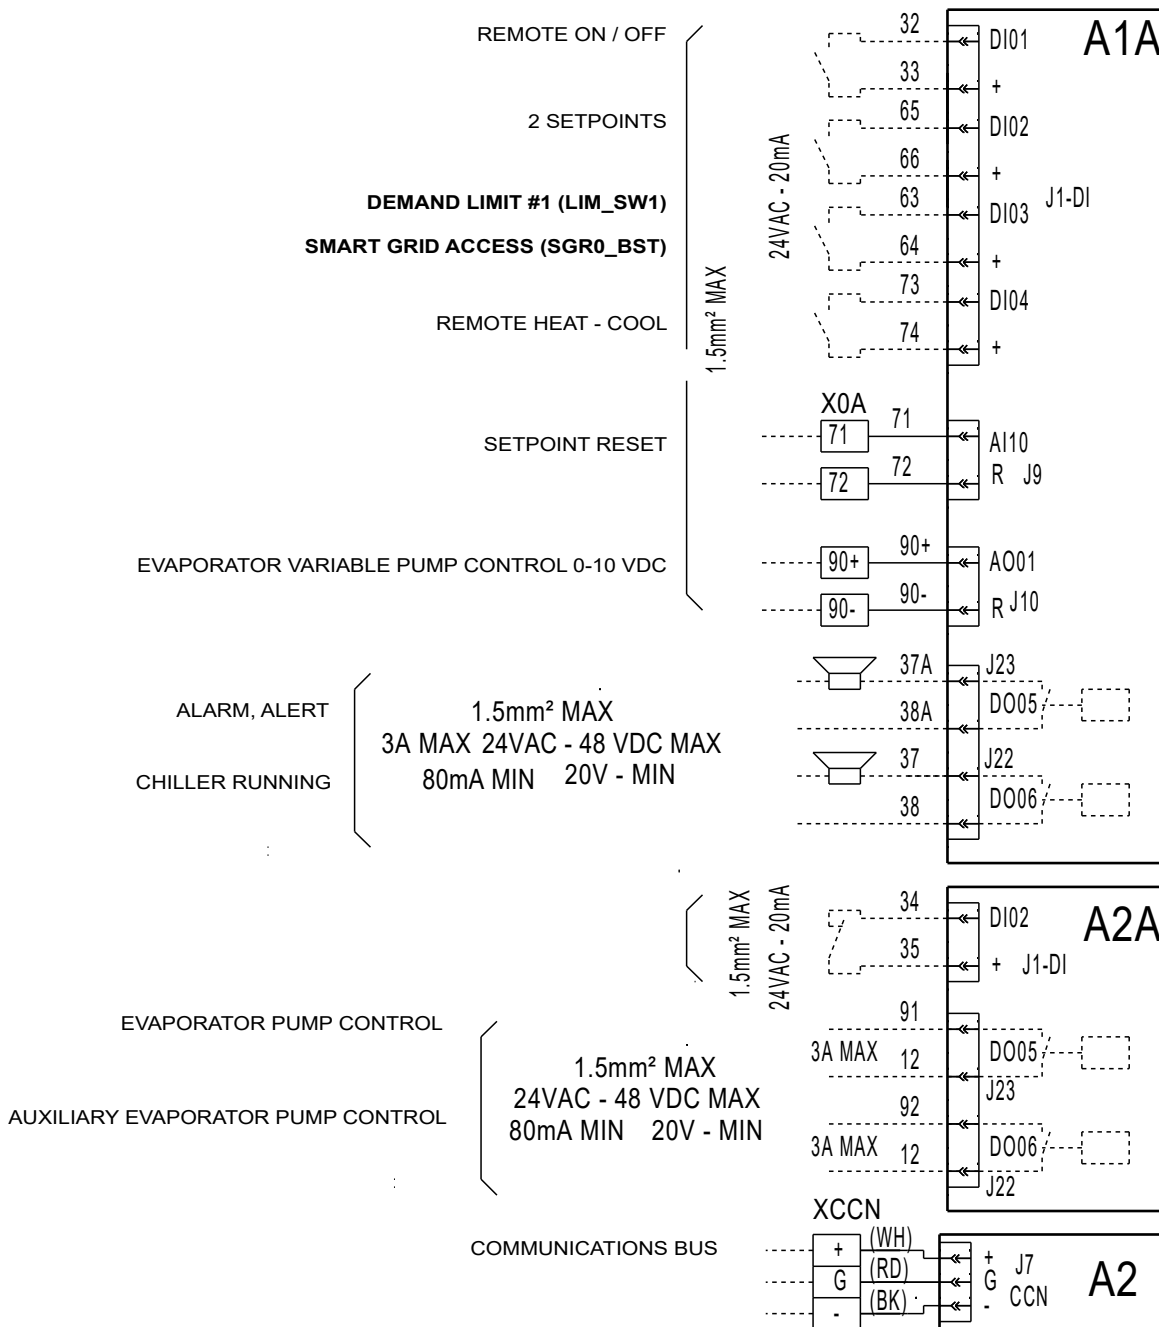 REMOTE ON / OFF
2 SETPOINTS
DEMAND LIMIT #1 (LIM_SW1)
SMART GRID ACCESS (SGR0_BST)
REMOTE HEAT - COOL
1.5mm² MAX
24VAC - 20mA
32 DI01
33 +
65 DI02
66 +
63 DI03
64 +
73 DI04
74 +
J1-DI
A1A
SETPOINT RESET
X0A
71 71 AI10
72 72 R J9
EVAPORATOR VARIABLE PUMP CONTROL 0-10 VDC
90+ 90+ AO01
90- 90- R J10
ALARM, ALERT
CHILLER RUNNING
1.5mm² MAX
3A MAX 24VAC - 48 VDC MAX
80mA MIN 20V - MIN
37A J23
38A DO05
37 J22
38 DO06
1.5mm² MAX
24VAC - 20mA
34 DI02
35 + J1-DI
A2A
EVAPORATOR PUMP CONTROL
AUXILIARY EVAPORATOR PUMP CONTROL
1.5mm² MAX
24VAC - 48 VDC MAX
80mA MIN 20V - MIN
91
3A MAX 12 DO05
J23
92
3A MAX 12 DO06
J22
COMMUNICATIONS BUS
XCCN
+ (WH) +
G (RD) G
- (BK) -
J7
CCN
A2